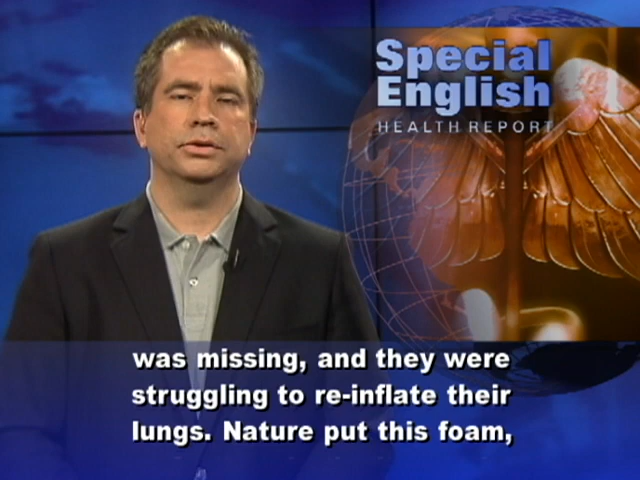 Special
English
HEALTH REPORT
was missing, and they were
struggling to re-inflate their
lungs. Nature put this foam,